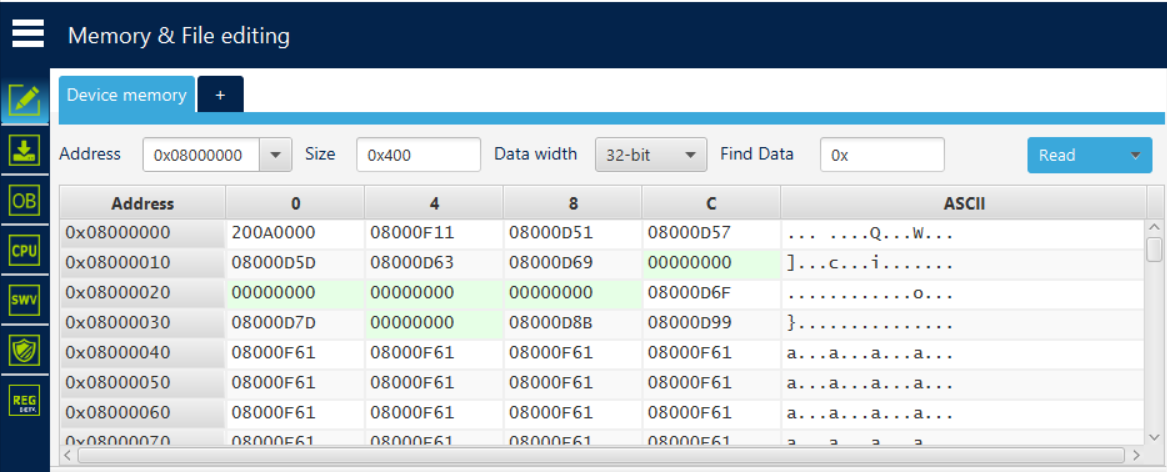 Memory & File editing
Device memory +
Address 0x08000000 Size 0x400 Data width 32-bit Find Data 0x Read
OB
CPU
SWV
REG
Address 0 4 8 C ASCII
0x08000000 200A0000 08000F11 08000D51 08000D57 ... ....Q...W...
0x08000010 08000D5D 08000D63 08000D69 00000000 ]...c...i.......
0x08000020 00000000 00000000 00000000 08000D6F ............o...
0x08000030 08000D7D 00000000 08000D8B 08000D99 }...............
0x08000040 08000F61 08000F61 08000F61 08000F61 a...a...a...a...
0x08000050 08000F61 08000F61 08000F61 08000F61 a...a...a...a...
0x08000060 08000F61 08000F61 08000F61 08000F61 a...a...a...a...
0x08000070 08000F61 08000F61 08000F61 08000F61 a...a...a...a...